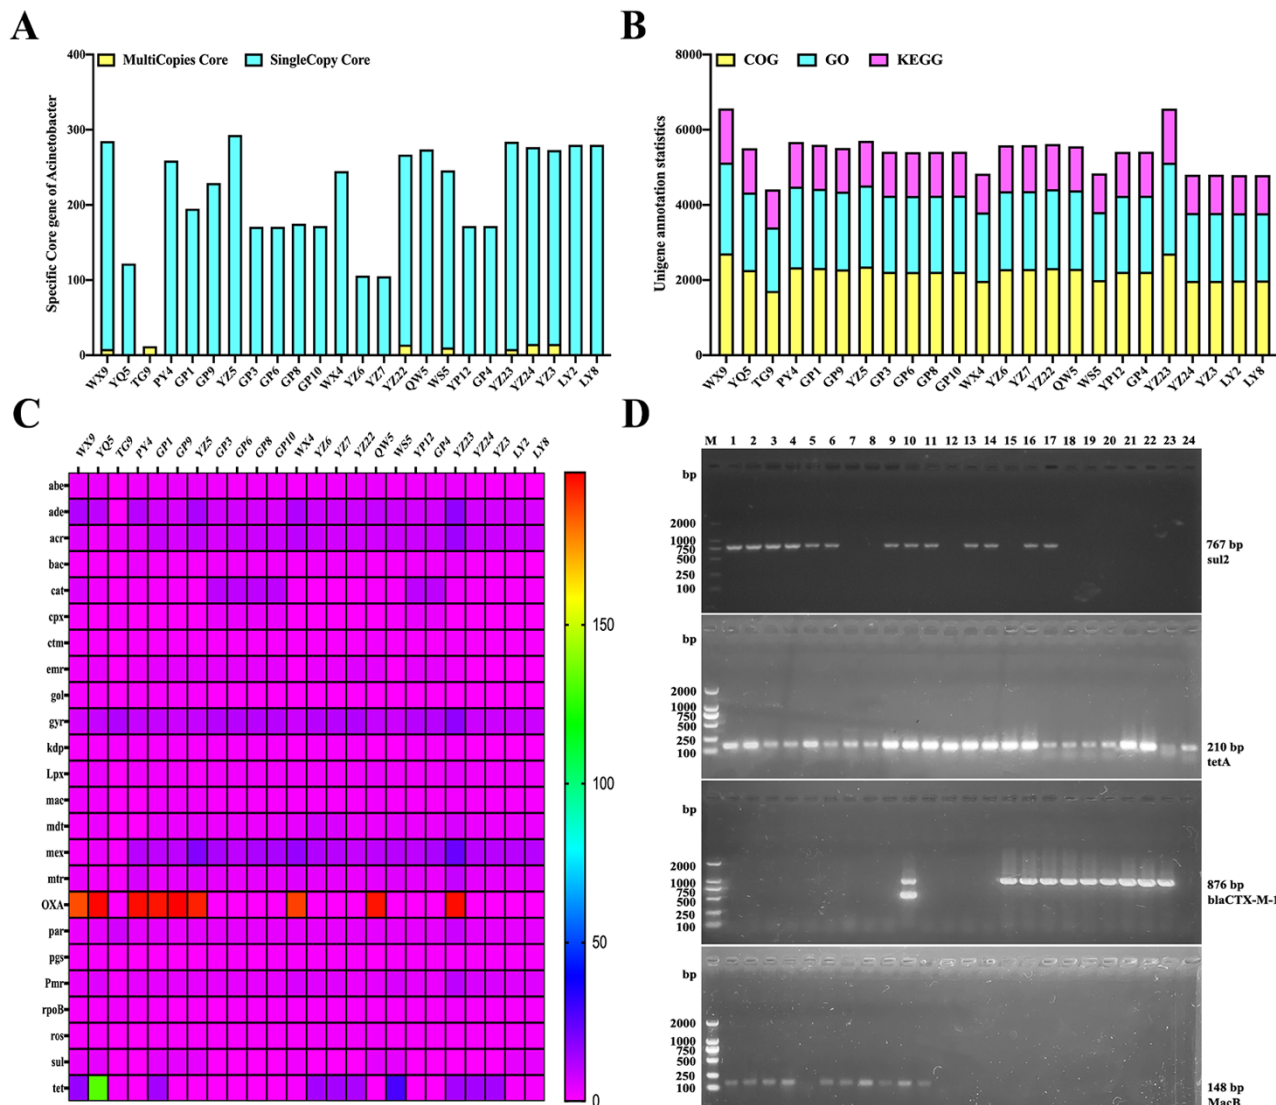 A
MultiCopies Core
SingleCopy Core
Specific Core gene of Acinetobacter
400
300
200
100
0
WX9 YQ5 TG9 PY4 GP1 GP9 YZ5 GP3 GP6 GP8 GP10 WX4 YZ6 YZ7 YZ22 QW5 WS5 YP12 GP4 YZ23 YZ24 YZ3 LY2 LY8
B
COG
GO
KEGG
Unigene annotation statistics
8000
6000
4000
2000
0
WX9 YQ5 TG9 PY4 GP1 GP9 YZ5 GP3 GP6 GP8 GP10 WX4 YZ6 YZ7 YZ22 QW5 WS5 YP12 GP4 YZ23 YZ24 YZ3 LY2 LY8
C
WX9 YQ5 TG9 PY4 GP1 GP9 YZ5 GP3 GP6 GP8 GP10 WX4 YZ6 YZ7 YZ22 QW5 WS5 YP12 GP4 YZ23 YZ24 YZ3 LY2 LY8
abe
ade
acr
bac
cat
cpx
ctm
emr
gol
gyr
kdp
Lpx
mac
mdt
mex
mtr
OXA
par
pgs
Pmr
rpoB
ros
sul
tet
150
100
50
0
D
M 1 2 3 4 5 6 7 8 9 10 11 12 13 14 15 16 17 18 19 20 21 22 23 24
bp
2000
1000
750
500
250
100
767 bp
sul2
bp
2000
1000
750
500
250
100
210 bp
tetA
bp
2000
1000
750
500
250
100
876 bp
blaCTX-M-1
bp
2000
1000
750
500
250
100
148 bp
MacB